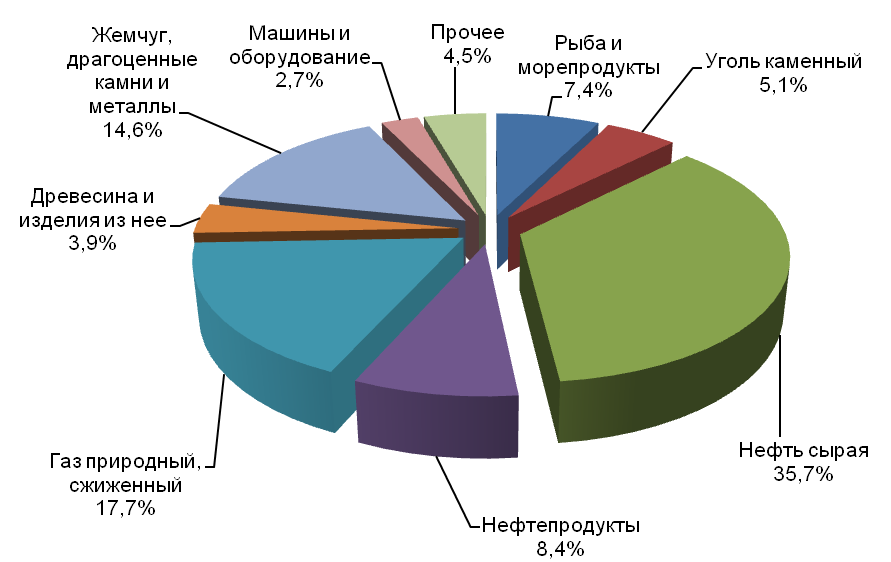 Жемчуг,
драгоценные
камни и
металлы
14,6%
Машины и
оборудование
2,7%
Прочее
4,5%
Рыба и
морепродукты
7,4%
Уголь каменный
5,1%
Древесина и
изделия из нее
3,9%
Газ природный,
сжиженный
17,7%
Нефтепродукты
8,4%
Нефть сырая
35,7%